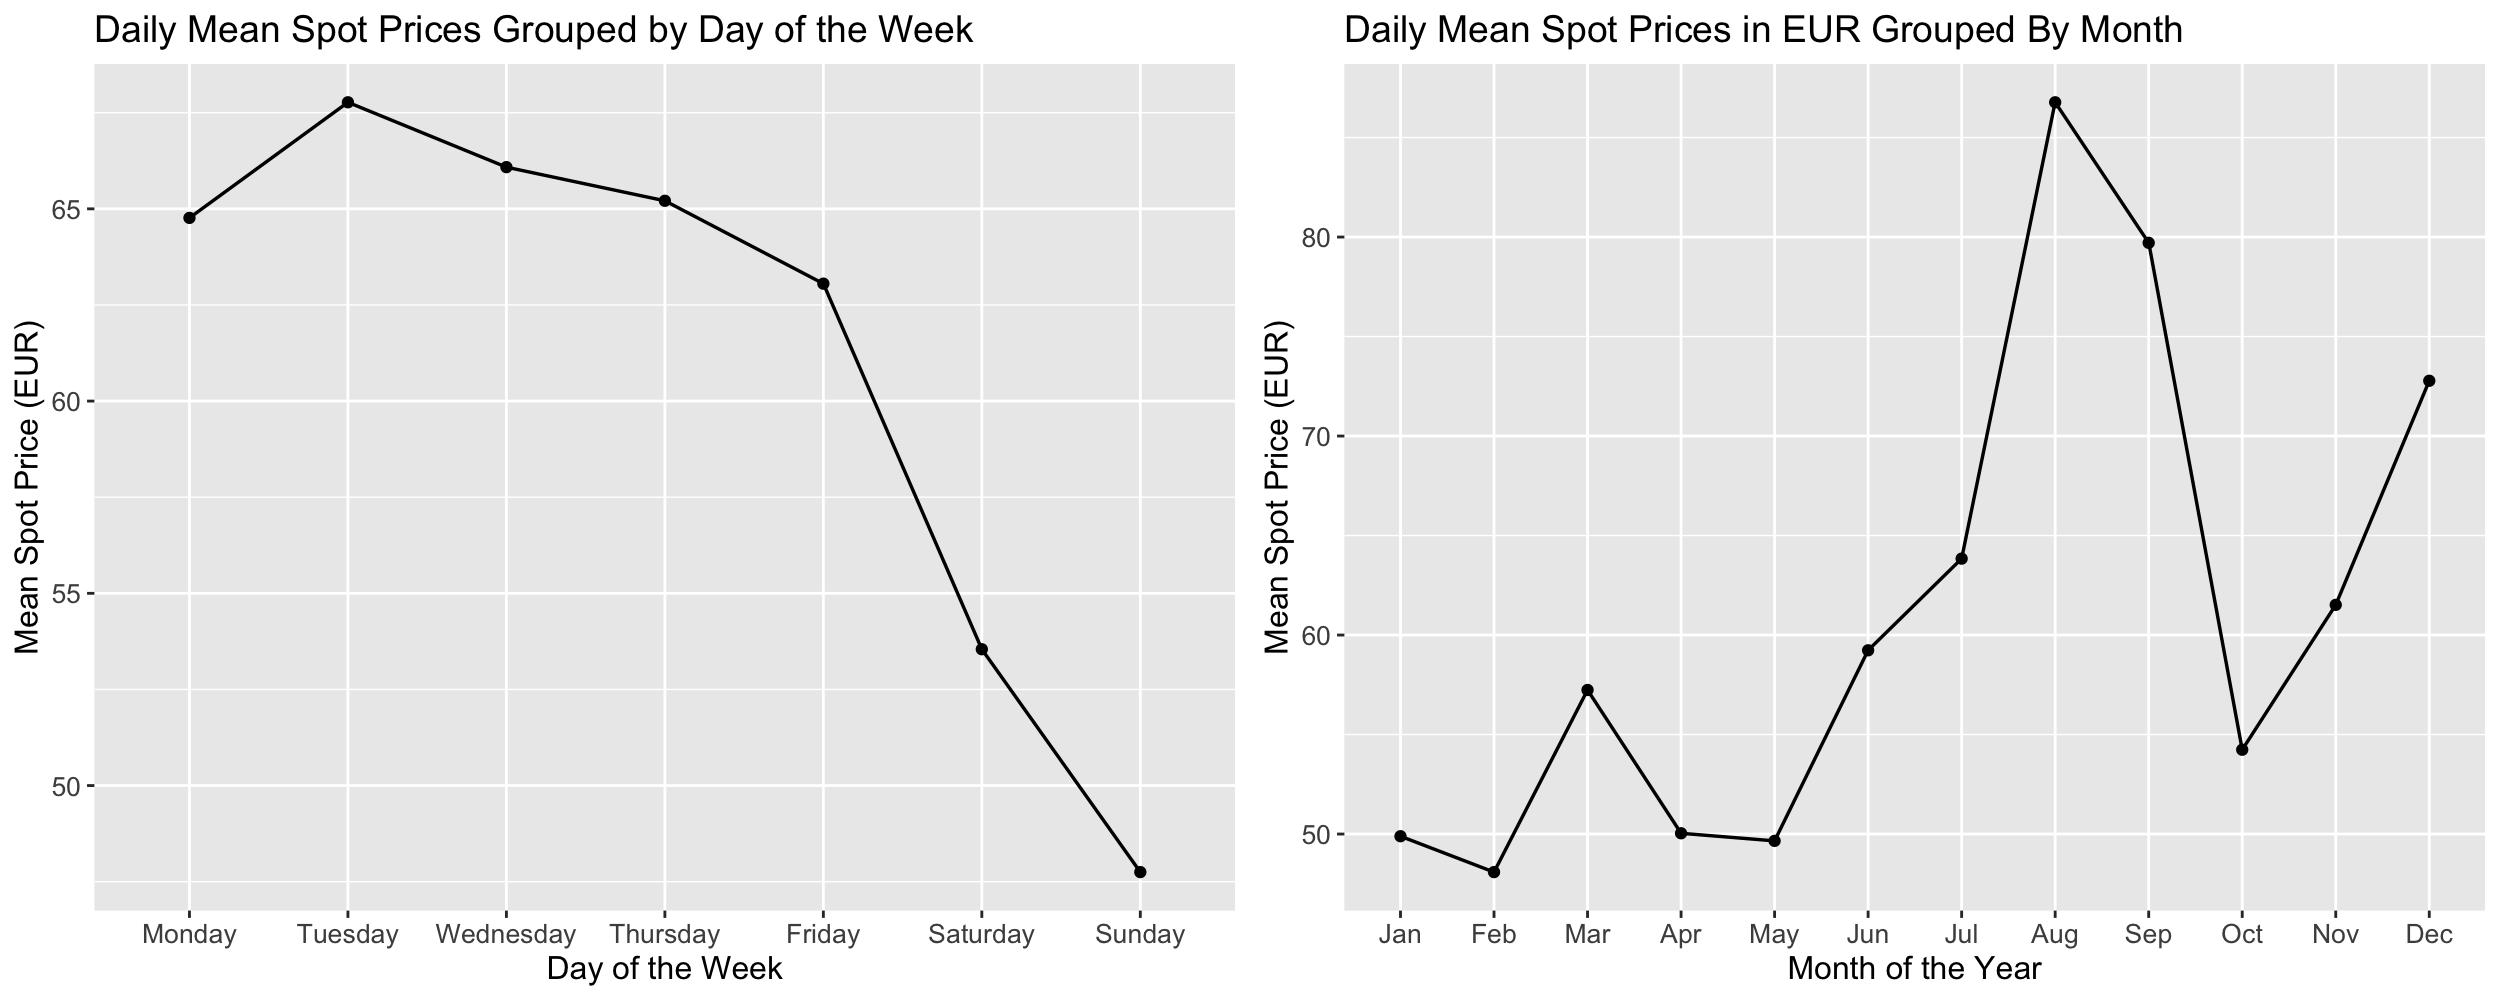 Daily Mean Spot Prices Grouped by Day of the Week
Mean Spot Price (EUR)
65
60
55
50
Monday Tuesday Wednesday Thursday Friday Saturday Sunday
Day of the Week
Daily Mean Spot Prices in EUR Grouped By Month
Mean Spot Price (EUR)
80
70
60
50
Jan Feb Mar Apr May Jun Jul Aug Sep Oct Nov Dec
Month of the Year